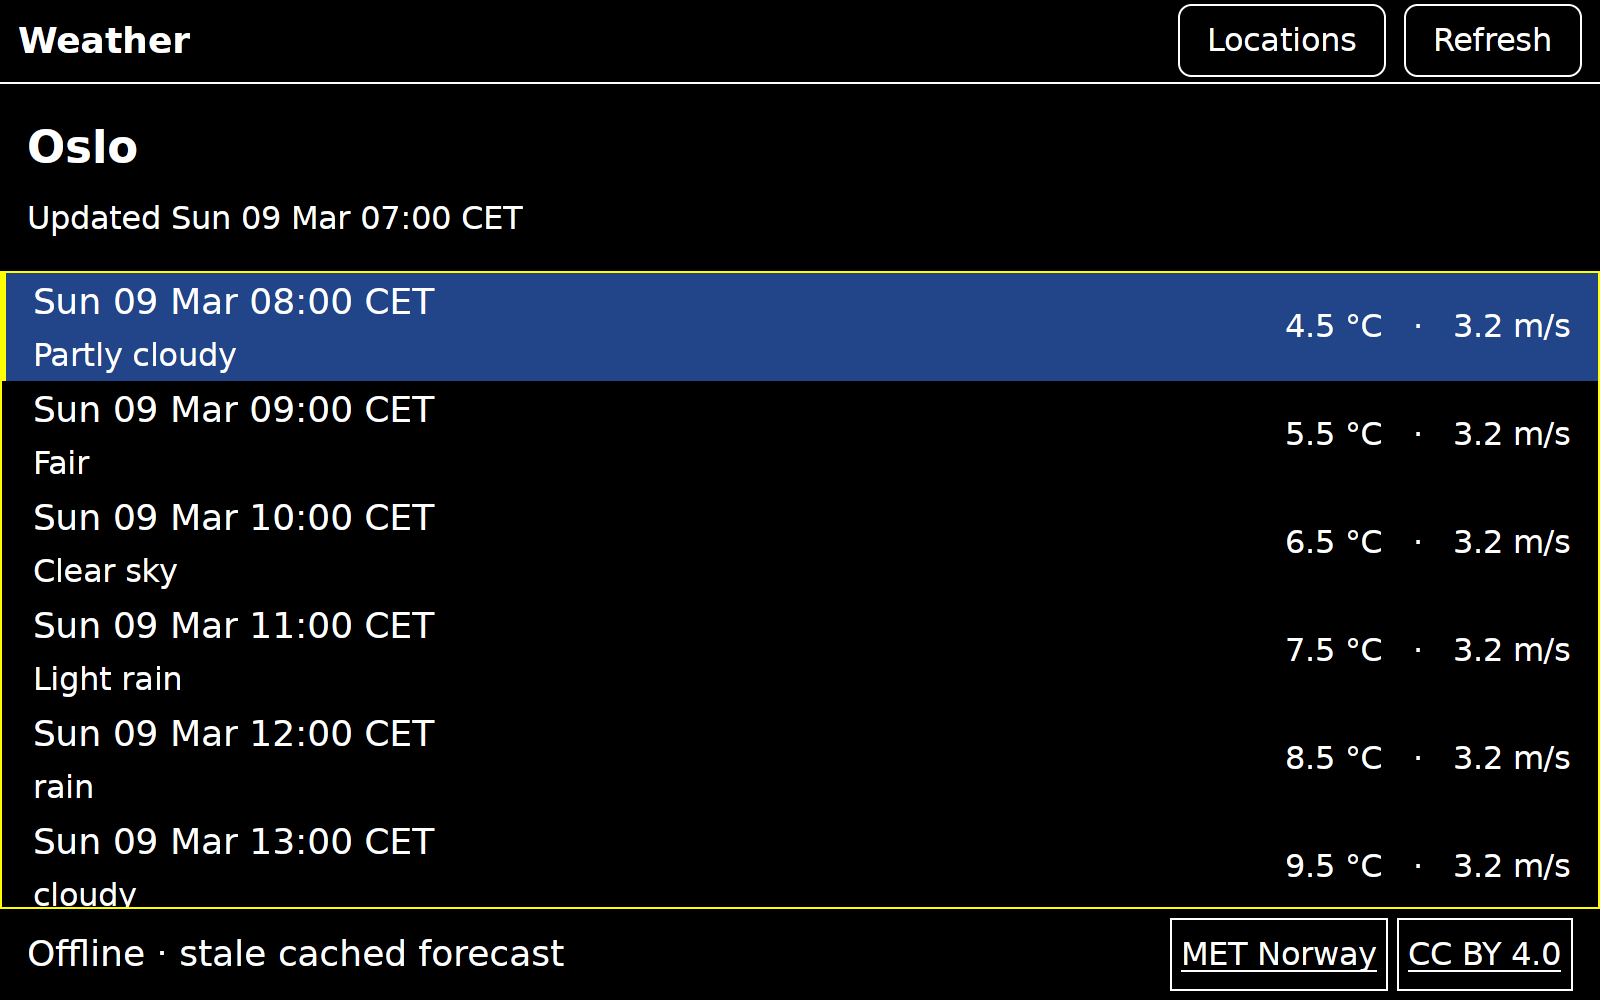 Weather
Locations
Refresh
Oslo
Updated Sun 09 Mar 07:00 CET
Sun 09 Mar 08:00 CET
Partly cloudy
4.5 °C · 3.2 m/s
Sun 09 Mar 09:00 CET
Fair
5.5 °C · 3.2 m/s
Sun 09 Mar 10:00 CET
Clear sky
6.5 °C · 3.2 m/s
Sun 09 Mar 11:00 CET
Light rain
7.5 °C · 3.2 m/s
Sun 09 Mar 12:00 CET
rain
8.5 °C · 3.2 m/s
Sun 09 Mar 13:00 CET
cloudy
9.5 °C · 3.2 m/s
Offline · stale cached forecast
MET Norway
CC BY 4.0